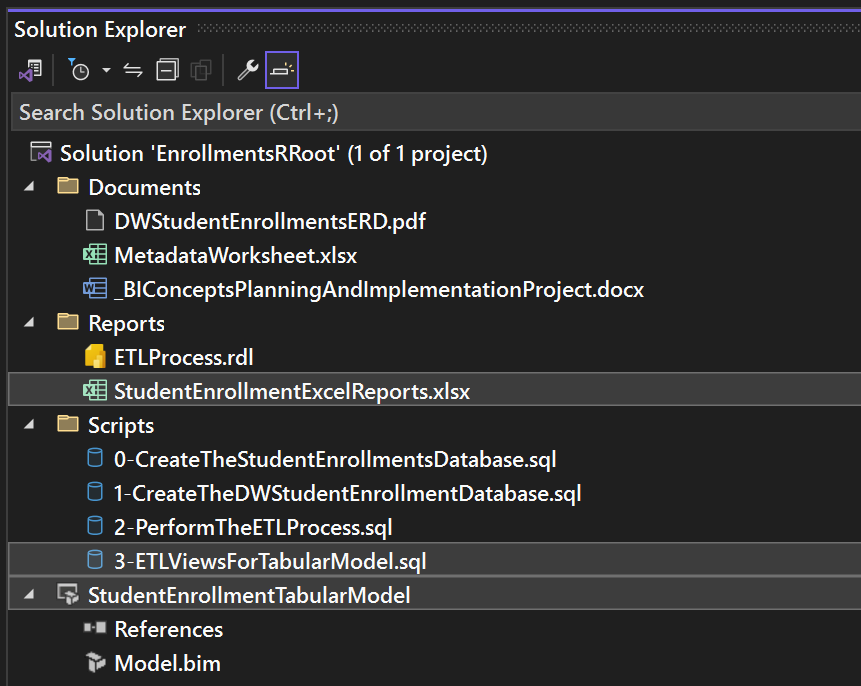 Solution Explorer
Search Solution Explorer (Ctrl+;)
Solution 'EnrollmentsRRoot' (1 of 1 project)
Documents
DWStudentEnrollmentsERD.pdf
MetadataWorksheet.xlsx
_BIConceptsPlanningAndImplementationProject.docx
Reports
ETLProcess.rdl
StudentEnrollmentExcelReports.xlsx
Scripts
0-CreateTheStudentEnrollmentsDatabase.sql
1-CreateTheDWStudentEnrollmentDatabase.sql
2-PerformTheETLProcess.sql
3-ETLViewsForTabularModel.sql
StudentEnrollmentTabularModel
References
Model.bim